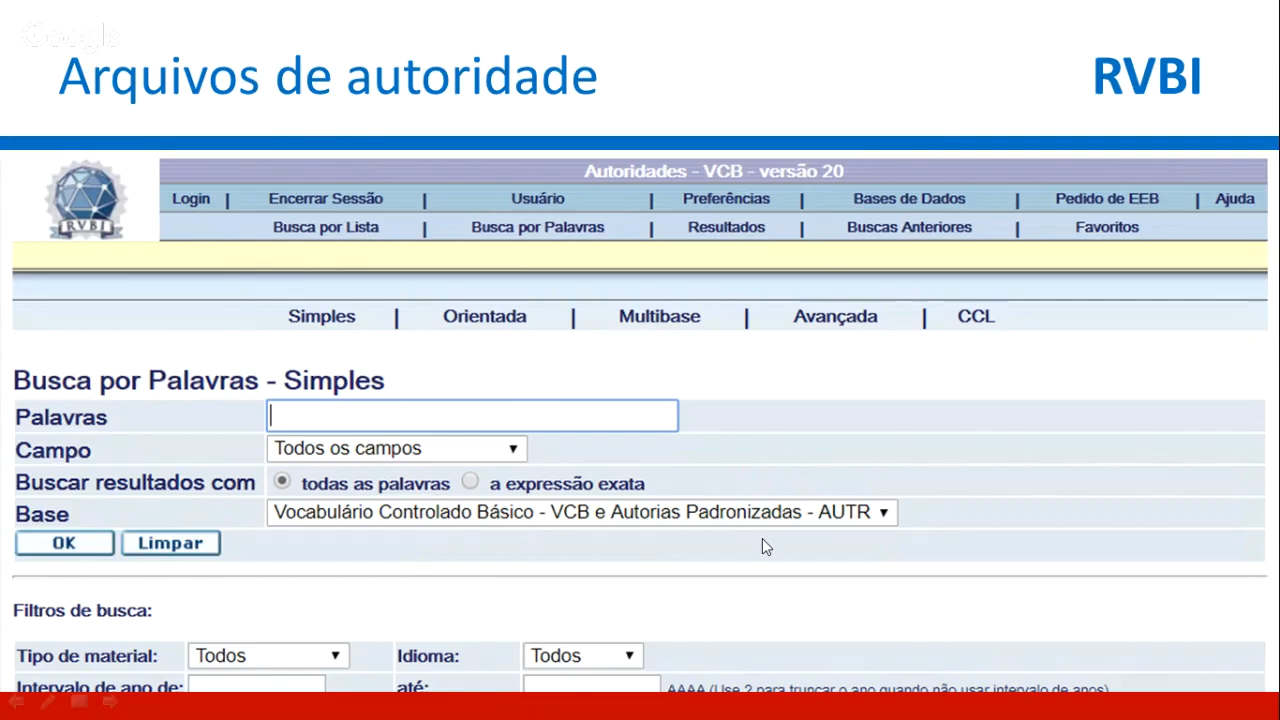 Google
Arquivos de autoridade RVBI
Autoridades - VCB - versão 20
Login | Encerrar Sessão | Usuário | Preferências | Bases de Dados | Pedido de EEB | Ajuda
RVBI
Busca por Lista | Busca por Palavras | Resultados | Buscas Anteriores | Favoritos
Simples | Orientada | Multibase | Avançada | CCL
Busca por Palavras - Simples
Palavras
Campo Todos os campos
Buscar resultados com todas as palavras a expressão exata
Base Vocabulário Controlado Básico - VCB e Autorias Padronizadas - AUTR
OK Limpar
Filtros de busca:
Tipo de material: Todos Idioma: Todos
Intervalo de ano de: até: AAAA (Use ? para truncar o ano quando não usar intervalo de anos)